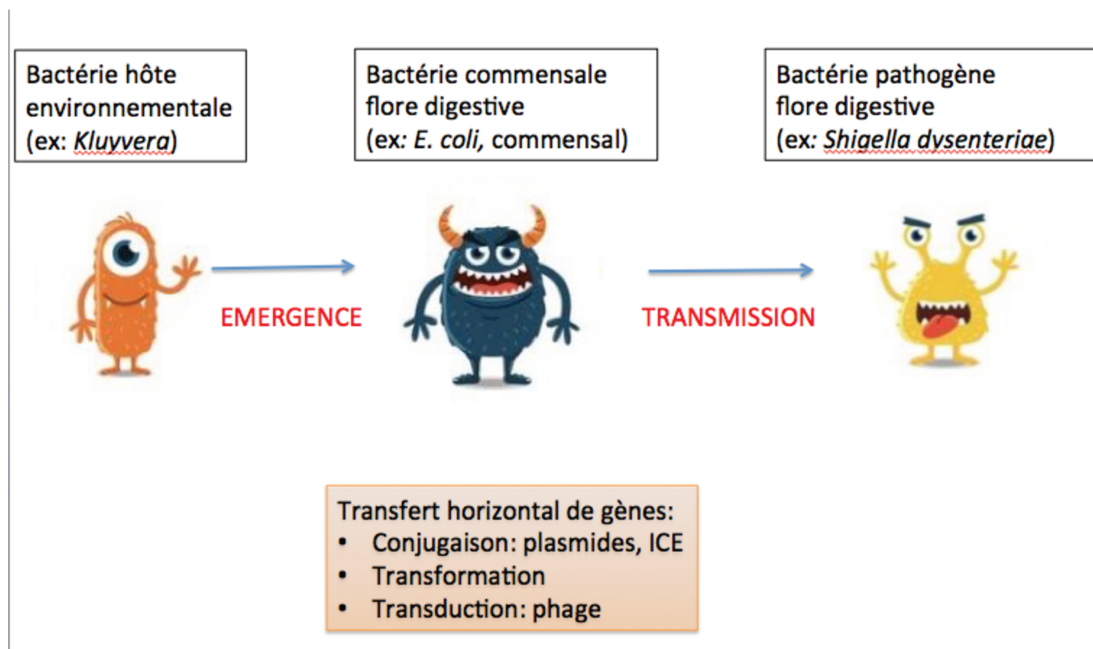 Bactérie hôte
environnementale
(ex: Kluyvera)
Bactérie commensale
flore digestive
(ex: E. coli, commensal)
Bactérie pathogène
flore digestive
(ex: Shigella dysenteriae)
EMERGENCE
TRANSMISSION
Transfert horizontal de gènes:
• Conjugaison: plasmides, ICE
• Transformation
• Transduction: phage